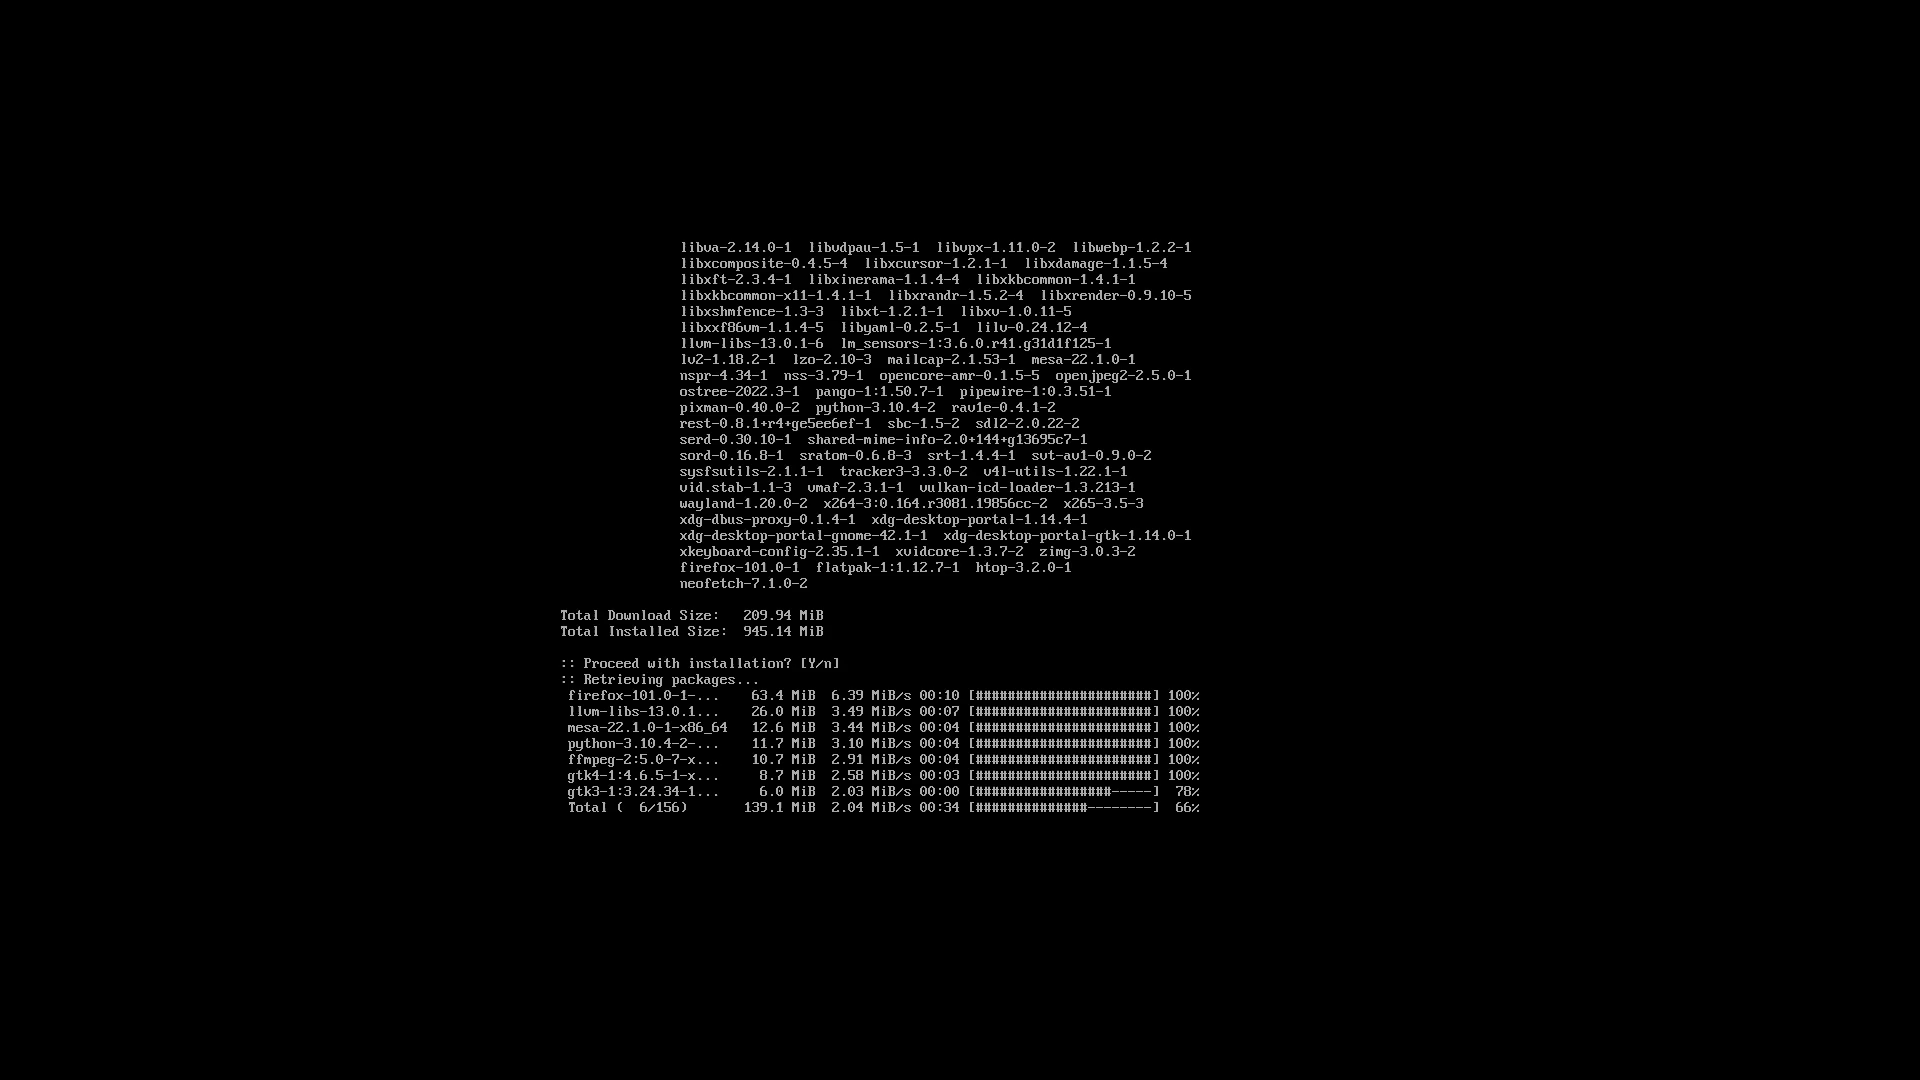 libva-2.14.0-1  libvdpau-1.5-1  libvpx-1.11.0-2  libwebp-1.2.2-1
libxcomposite-0.4.5-4  libxcursor-1.2.1-1  libxdamage-1.1.5-4
libxft-2.3.4-1  libxinerama-1.1.4-4  libxkbcommon-1.4.1-1
libxkbcommon-x11-1.4.1-1  libxrandr-1.5.2-4  libxrender-0.9.10-5
libxshmfence-1.3-3  libxt-1.2.1-1  libxv-1.0.11-5
libxxf86vm-1.1.4-5  libyaml-0.2.5-1  lilv-0.24.12-4
llvm-libs-13.0.1-6  lm_sensors-1:3.6.0.r41.g31d1f125-1
lv2-1.18.2-1  lzo-2.10-3  mailcap-2.1.53-1  mesa-22.1.0-1
nspr-4.34-1  nss-3.79-1  opencore-amr-0.1.5-5  openjpeg2-2.5.0-1
ostree-2022.3-1  pango-1:1.50.7-1  pipewire-1:0.3.51-1
pixman-0.40.0-2  python-3.10.4-2  rav1e-0.4.1-2
rest-0.8.1+r4+ge5ee6ef-1  sbc-1.5-2  sdl2-2.0.22-2
serd-0.30.10-1  shared-mime-info-2.0+144+g13695c7-1
sord-0.16.8-1  sratom-0.6.8-3  srt-1.4.4-1  svt-av1-0.9.0-2
sysfsutils-2.1.1-1  tracker3-3.3.0-2  v4l-utils-1.22.1-1
vid.stab-1.1-3  vmaf-2.3.1-1  vulkan-icd-loader-1.3.213-1
wayland-1.20.0-2  x264-3:0.164.r3081.19856cc-2  x265-3.5-3
xdg-dbus-proxy-0.1.4-1  xdg-desktop-portal-1.14.4-1
xdg-desktop-portal-gnome-42.1-1  xdg-desktop-portal-gtk-1.14.0-1
xkeyboard-config-2.35.1-1  xvidcore-1.3.7-2  zimg-3.0.3-2
firefox-101.0-1  flatpak-1:1.12.7-1  htop-3.2.0-1
neofetch-7.1.0-2
Total Download Size:   209.94 MiB
Total Installed Size:  945.14 MiB
:: Proceed with installation? [Y/n]
:: Retrieving packages...
firefox-101.0-1-...    63.4 MiB  6.39 MiB/s 00:10 [######################] 100%
llvm-libs-13.0.1...    26.0 MiB  3.49 MiB/s 00:07 [######################] 100%
mesa-22.1.0-1-x86_64   12.6 MiB  3.44 MiB/s 00:04 [######################] 100%
python-3.10.4-2-...    11.7 MiB  3.10 MiB/s 00:04 [######################] 100%
ffmpeg-2:5.0-7-x...    10.7 MiB  2.91 MiB/s 00:04 [######################] 100%
gtk4-1:4.6.5-1-x...     8.7 MiB  2.58 MiB/s 00:03 [######################] 100%
gtk3-1:3.24.34-1...     6.0 MiB  2.03 MiB/s 00:00 [#################-----]  78%
Total (  6/156)       139.1 MiB  2.04 MiB/s 00:34 [##############--------]  66%